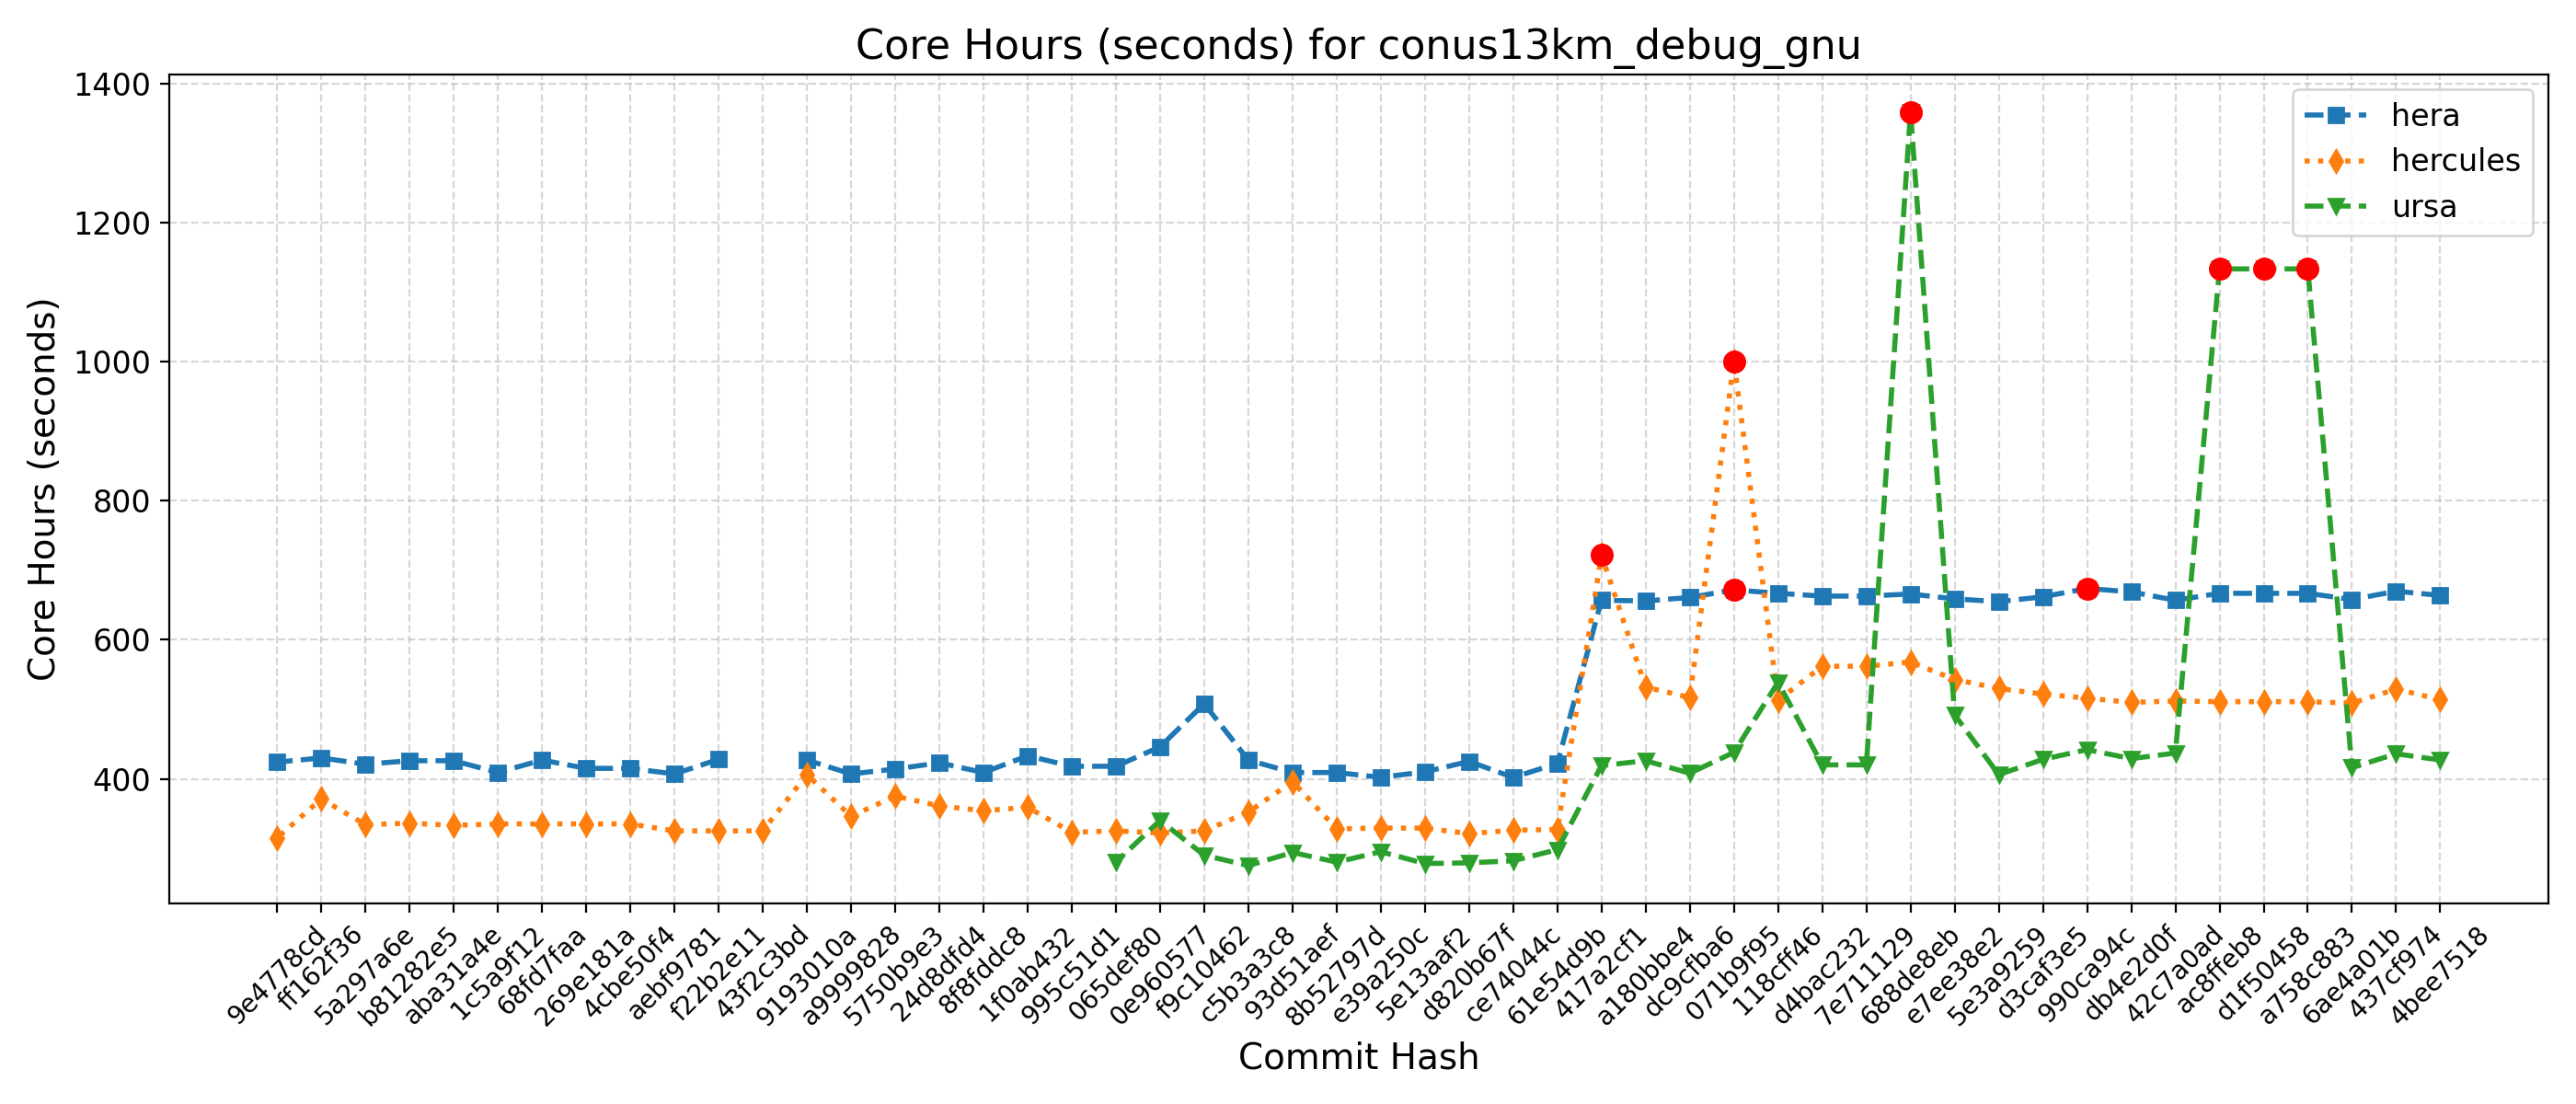 Core Hours (seconds) for conus13km_debug_gnu
1400
1200
1000
800
600
400
Core Hours (seconds)
hera
hercules
ursa
9e4778cd
ff162f36
5a297a6e
b81282e5
aba31a4e
1c5a9f12
68fd7faa
269e181a
4cbe50f4
aebf9781
f22b2e11
43f2c3bd
9193010a
a9999828
5750b9e3
24d8dfd4
8f8fddc8
1f0ab432
995c51d1
065def80
0e960577
f9c10462
c5b3a3c8
93d51aef
8b52797d
e39a250c
5e13aaf2
d820b67f
ce74044c
61e54d9b
417a2cf1
a180bbe4
dc9cfba6
071b9f95
118cff46
d4bac232
7e711129
688de8eb
e7ee38e2
5e3a9259
d3caf3e5
990ca94c
db4e2d0f
42c7a0ad
ac8ffeb8
d1f50458
a758c883
6ae4a01b
437cf974
4bee7518
Commit Hash